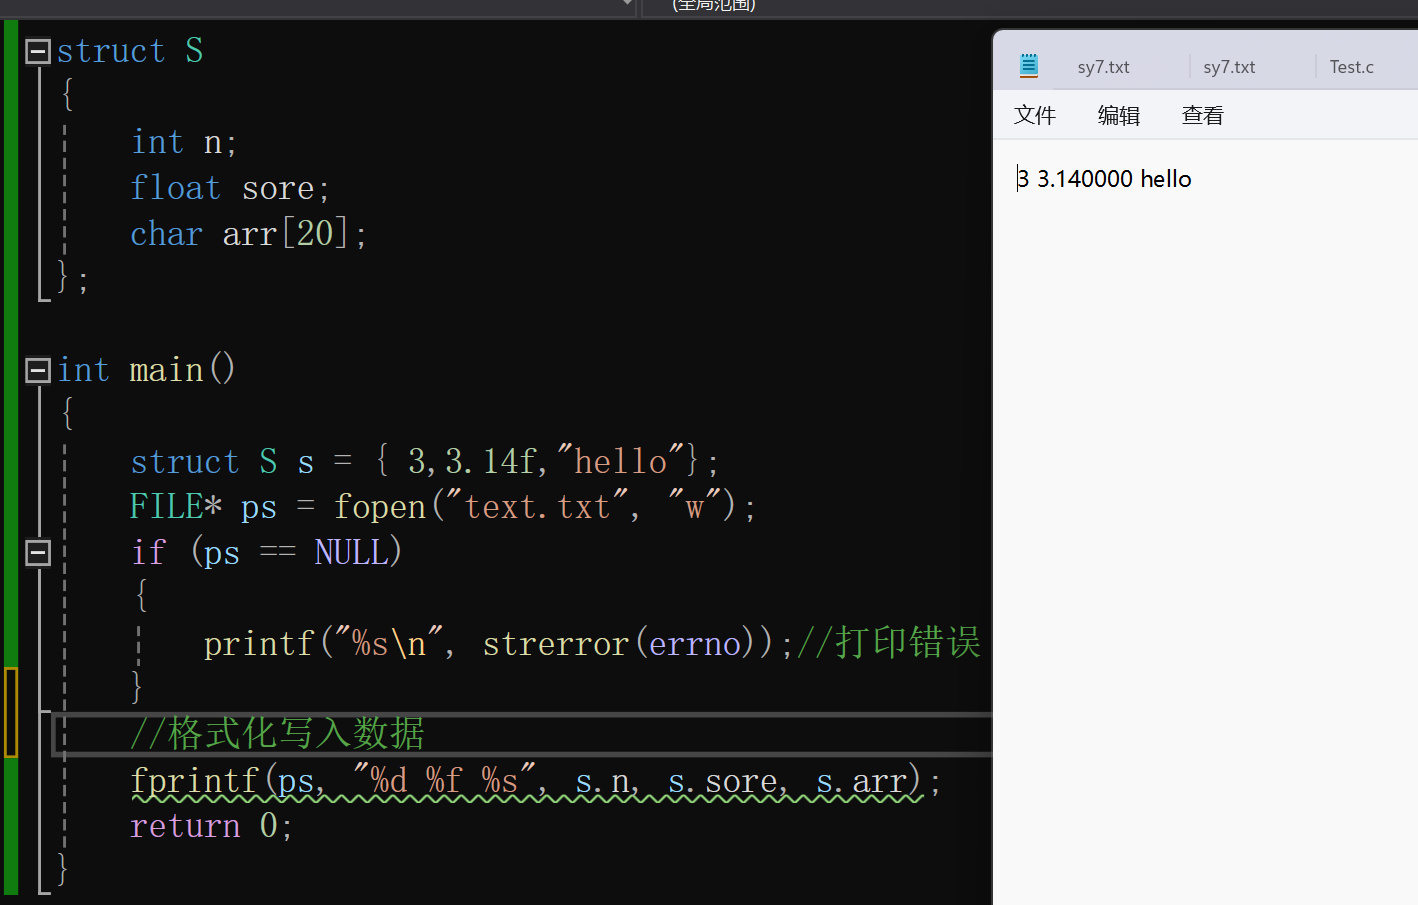 (全局范围)
struct S
{
int n;
float sore;
char arr[20];
};
int main()
{
struct S s = { 3,3.14f,"hello"};
FILE* ps = fopen("text.txt", "w");
if (ps == NULL)
{
printf("%s\n", strerror(errno));//打印错误
}
//格式化写入数据
fprintf(ps, "%d %f %s", s.n, s.sore, s.arr);
return 0;
}
sy7.txt sy7.txt Test.c
文件 编辑 查看
3 3.140000 hello